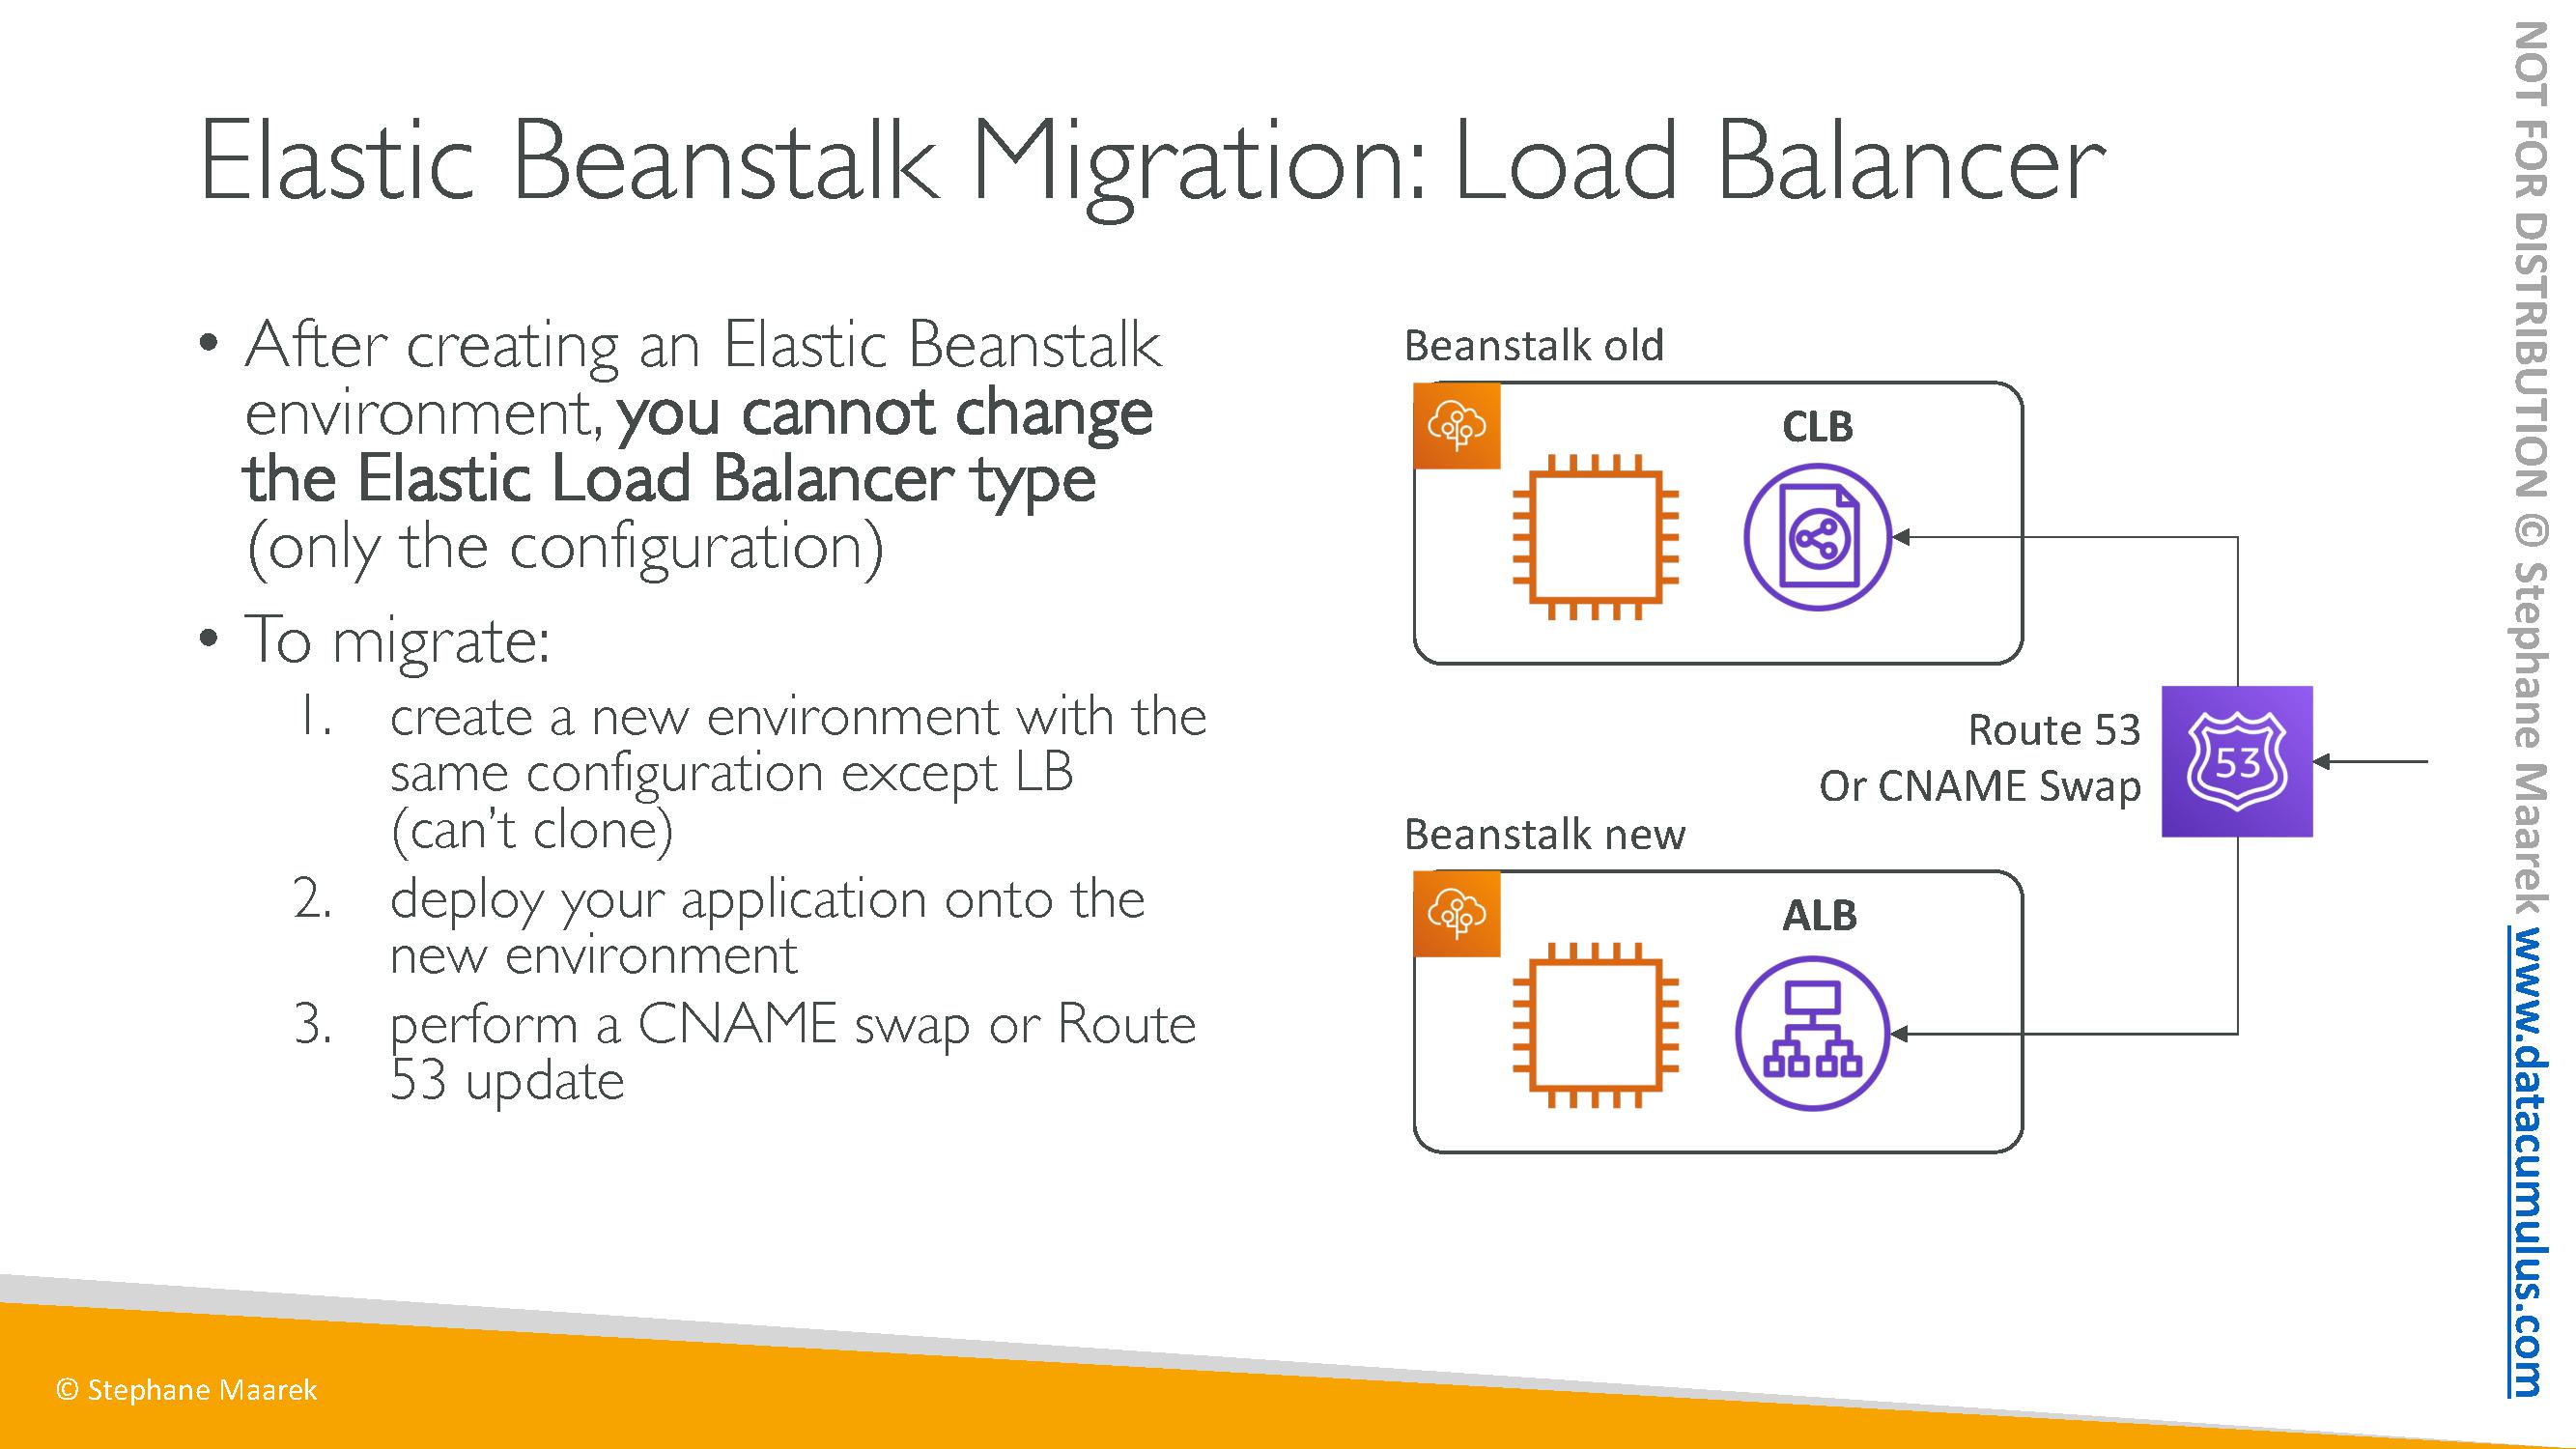 Elastic Beanstalk Migration: Load Balancer
• After creating an Elastic Beanstalk
environment, you cannot change
the Elastic Load Balancer type
(only the configuration)
• To migrate:
1. create a new environment with the
same configuration except LB
(can't clone)
2. deploy your application onto the
new environment
3. perform a CNAME swap or Route
53 update
Beanstalk old
CLB
Route 53
Or CNAME Swap
53
Beanstalk new
ALB
© Stephane Maarek
NOT FOR DISTRIBUTION © Stephane Maarek www.datacumulus.com